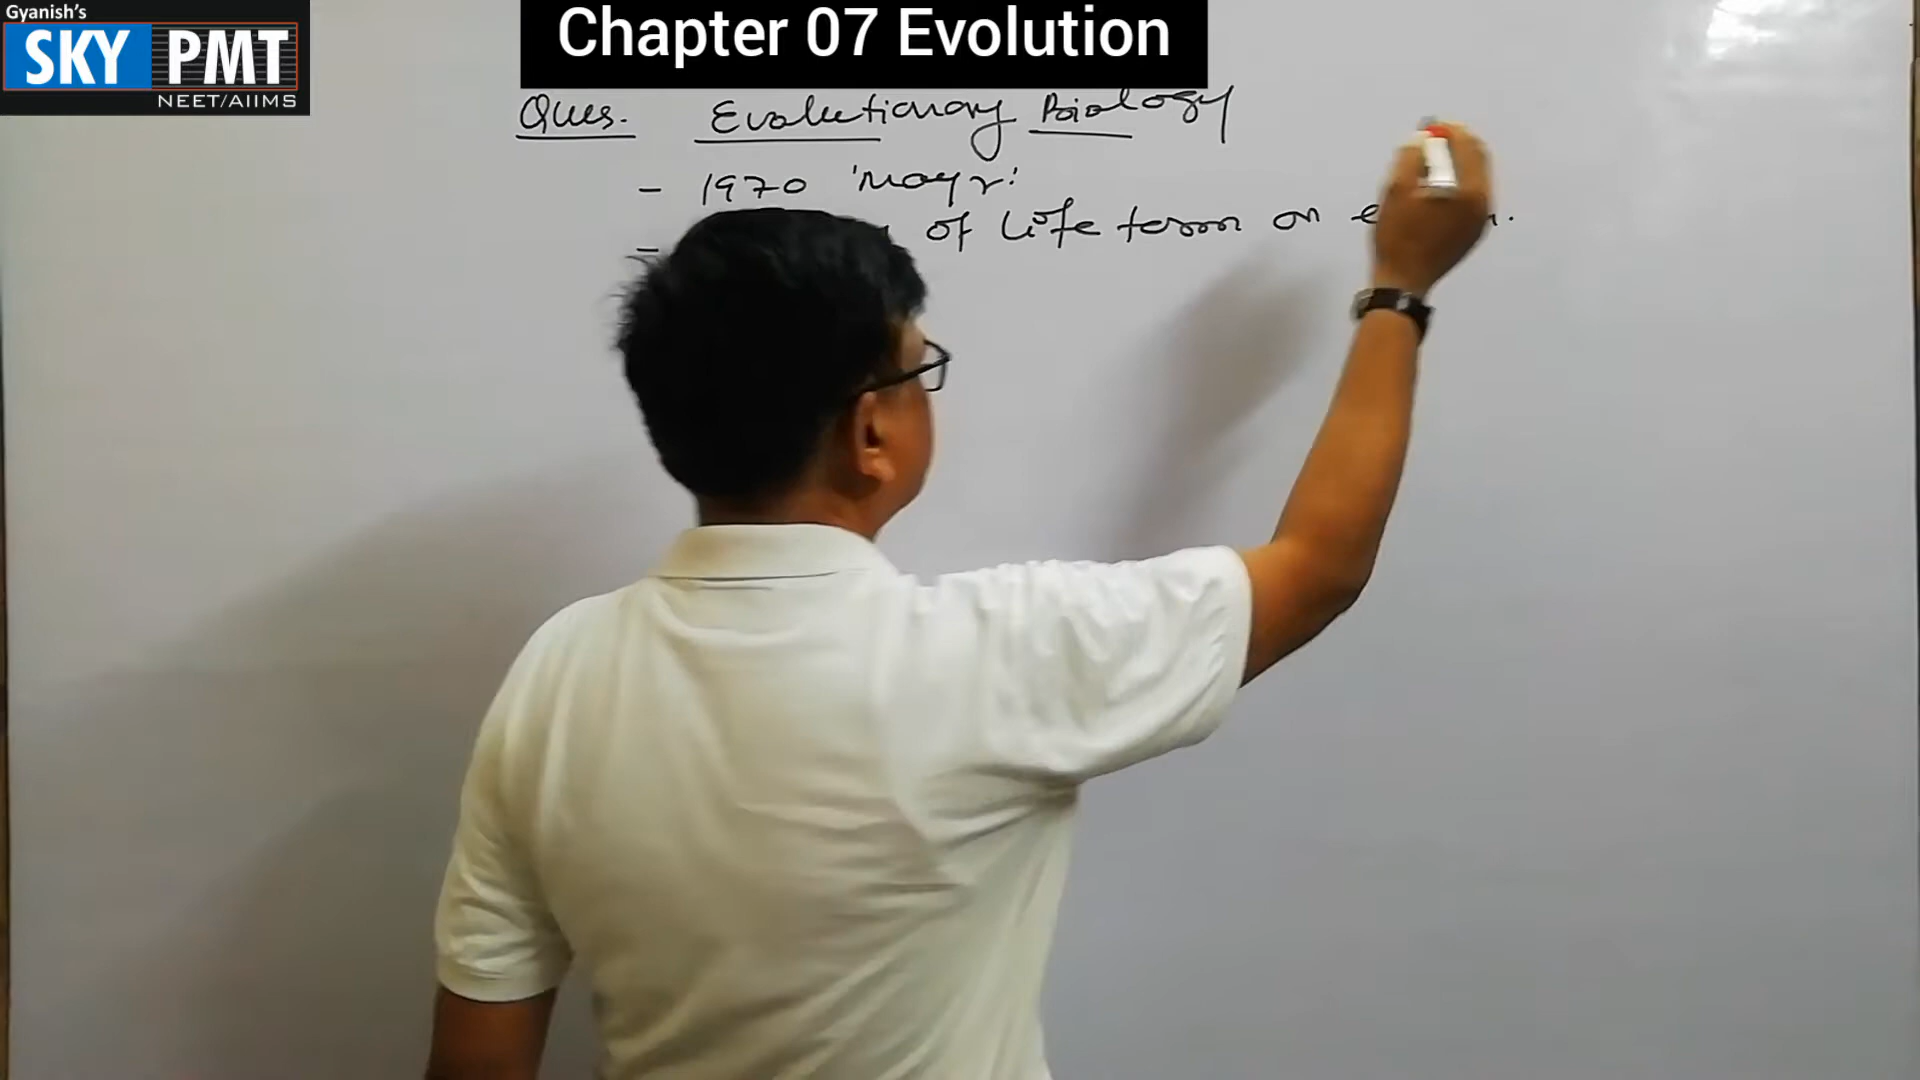 Gyanish's
SKY PMT
NEET/AIIMS
Chapter 07 Evolution
Ques. Evolutionary Biology
- 1970 'Mayr'
- of life form on